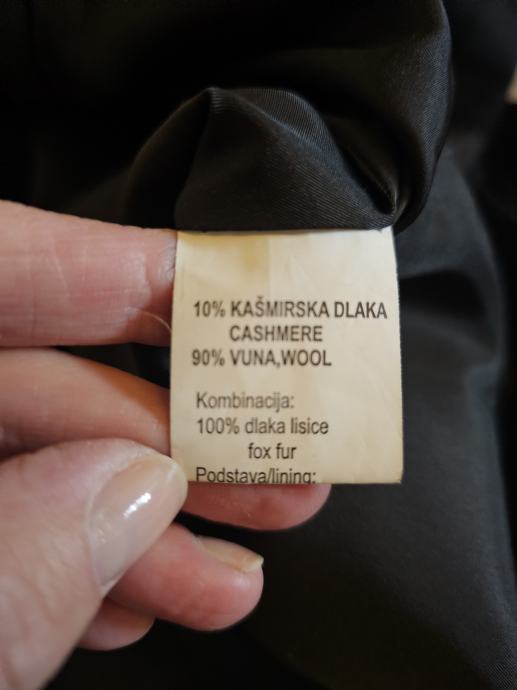 10% KAŠMIRSKA DLAKA
CASHMERE
90% VUNA,WOOL
Kombinacija:
100% dlaka lisice
fox fur
Podstava/lining: